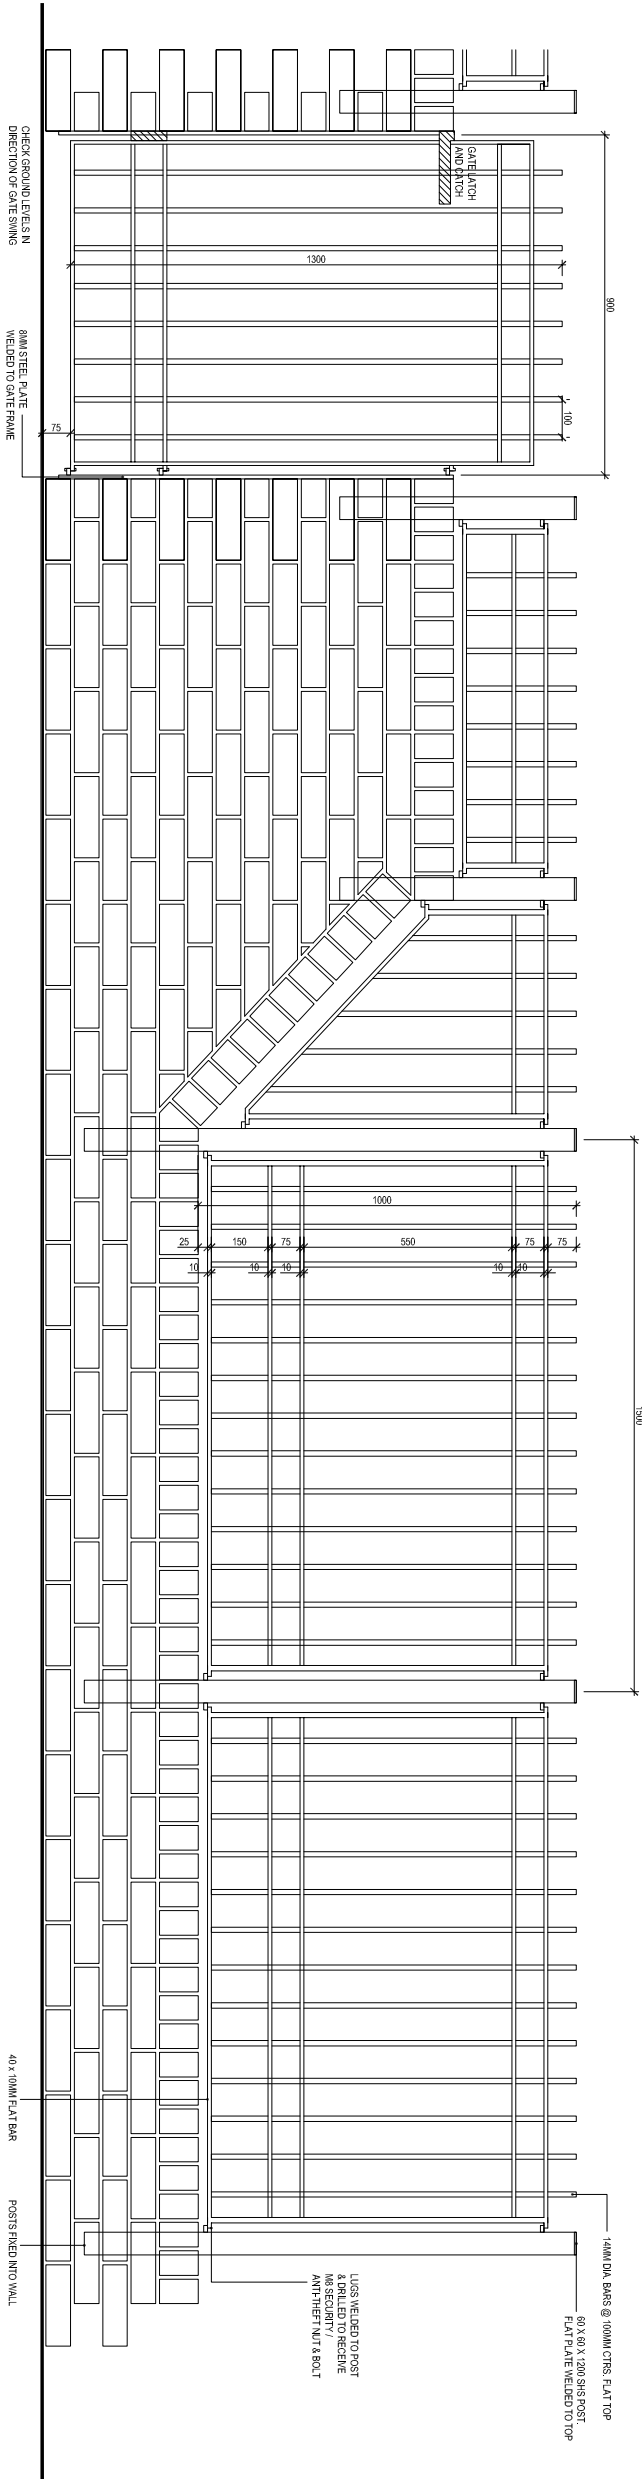 GATE LATCH
AND CATCH
CHECK GROUND LEVELS IN
DIRECTION OF GATE SWING
8MM STEEL PLATE
WELDED TO GATE FRAME
1300
900
100
75
1000
25
150
75
550
75
75
10
10
10
10
10
1500
40 x 10MM FLAT BAR
POSTS FIXED INTO WALL
LUGS WELDED TO POST
& DRILLED TO RECEIVE
M8 SECURITY /
ANTI-THEFT NUT & BOLT
14MM DIA. BARS @ 100MM CTRS. FLAT TOP
60 X 60 X 1200 SHS POST.
FLAT PLATE WELDED TO TOP